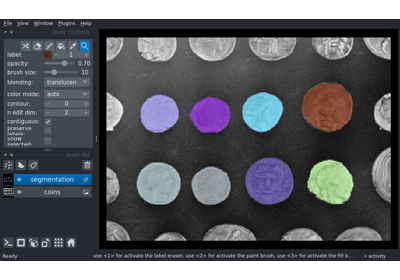 File View Window Plugins Help
layer controls
label: 1
opacity: 0.70
brush size: 10
blending: translucen
color mode: auto
contour: 0
n edit dim: 2
contiguous:
preserve
labels:
show
selected:
layer list
segmentation
coins
Ready
use <1> for activate the label eraser, use <2> for activate the paint brush, use <3> for activate the fill b...
activity